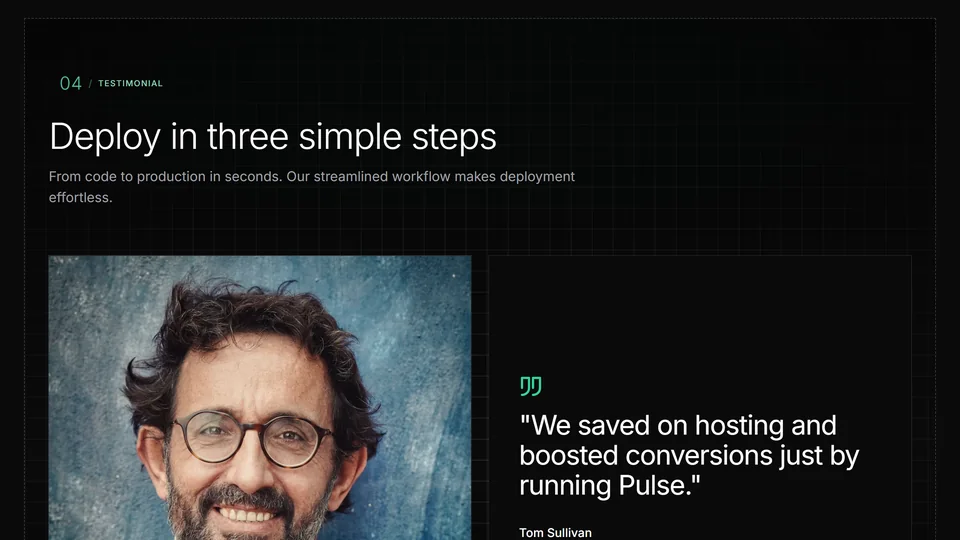 04 / TESTIMONIAL
Deploy in three simple steps
From code to production in seconds. Our streamlined workflow makes deployment
effortless.
"We saved on hosting and
boosted conversions just by
running Pulse."
Tom Sullivan